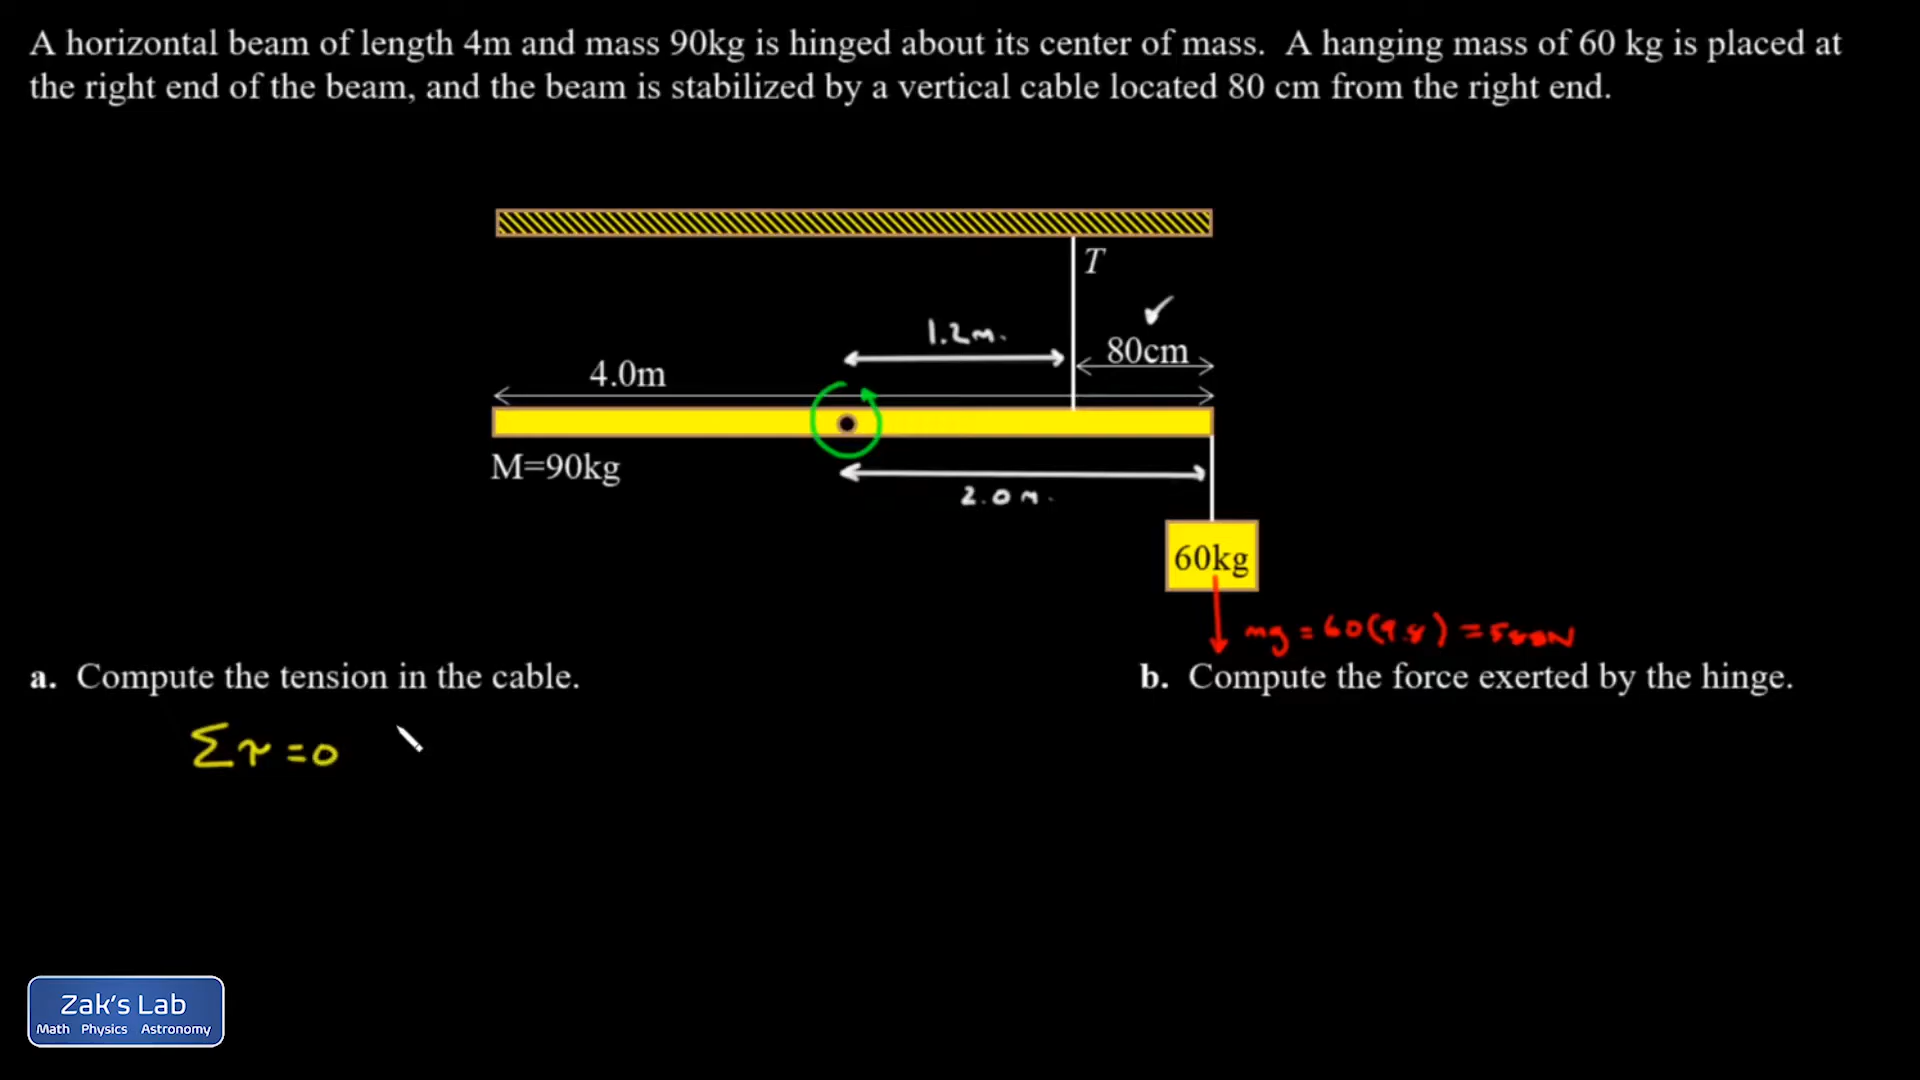 A horizontal beam of length 4m and mass 90kg is hinged about its center of mass. A hanging mass of 60 kg is placed at
the right end of the beam, and the beam is stabilized by a vertical cable located 80 cm from the right end.
T
1.2m.
80cm
4.0m
M=90kg
2.0m.
60kg
mg = 60(9.8) = 588N
a. Compute the tension in the cable.
b. Compute the force exerted by the hinge.
Στ = 0
Zak's Lab
Math Physics Astronomy